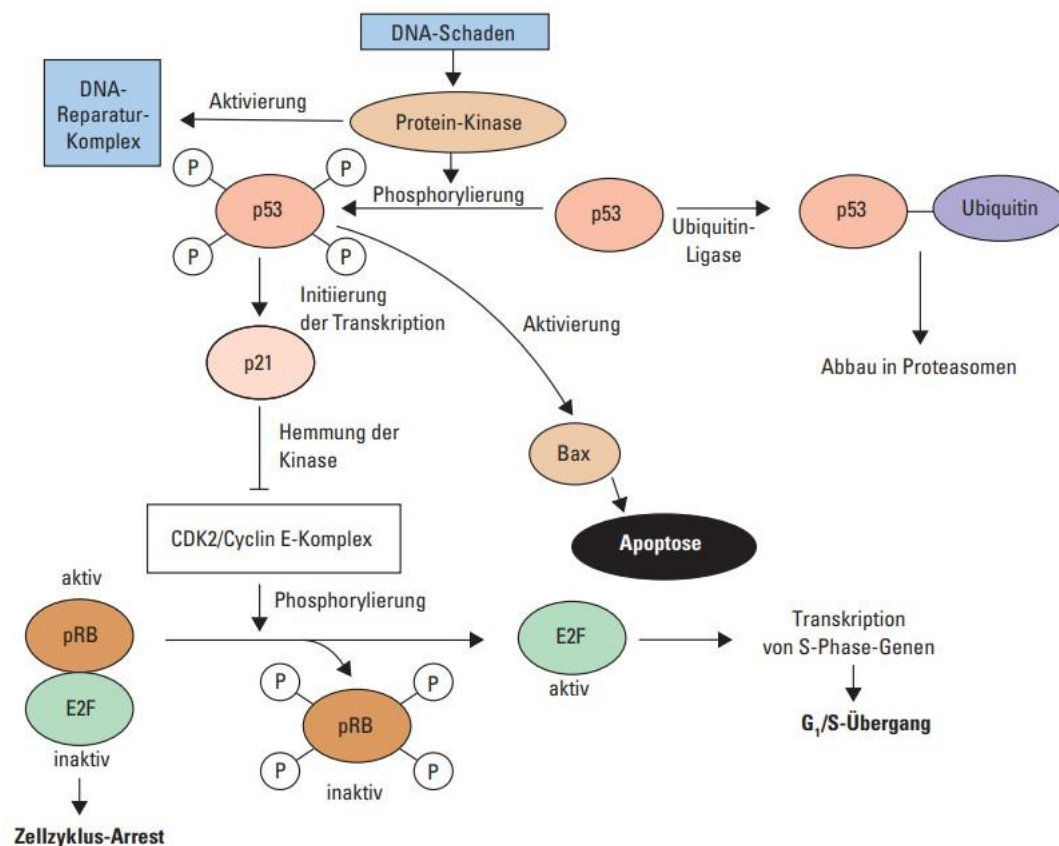 DNA-Schaden
DNA-
Reparatur-
Komplex
Aktivierung
Protein-Kinase
P
P
p53
P
P
Phosphorylierung
p53
Ubiquitin-
Ligase
p53
Ubiquitin
Initiierung
der Transkription
Aktivierung
Abbau in Proteasomen
p21
Hemmung der
Kinase
Bax
Apoptose
CDK2/Cyclin E-Komplex
Phosphorylierung
aktiv
pRB
E2F
inaktiv
Zellzyklus-Arrest
P
P
pRB
P
P
inaktiv
E2F
aktiv
Transkription
von S-Phase-Genen
G₁/S-Übergang